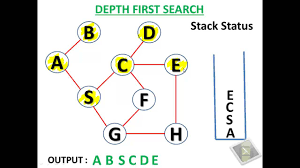 DEPTH FIRST SEARCH
Stack Status
B
D
A
C
E
S
F
G
H
E
C
S
A
OUTPUT : A B S C D E